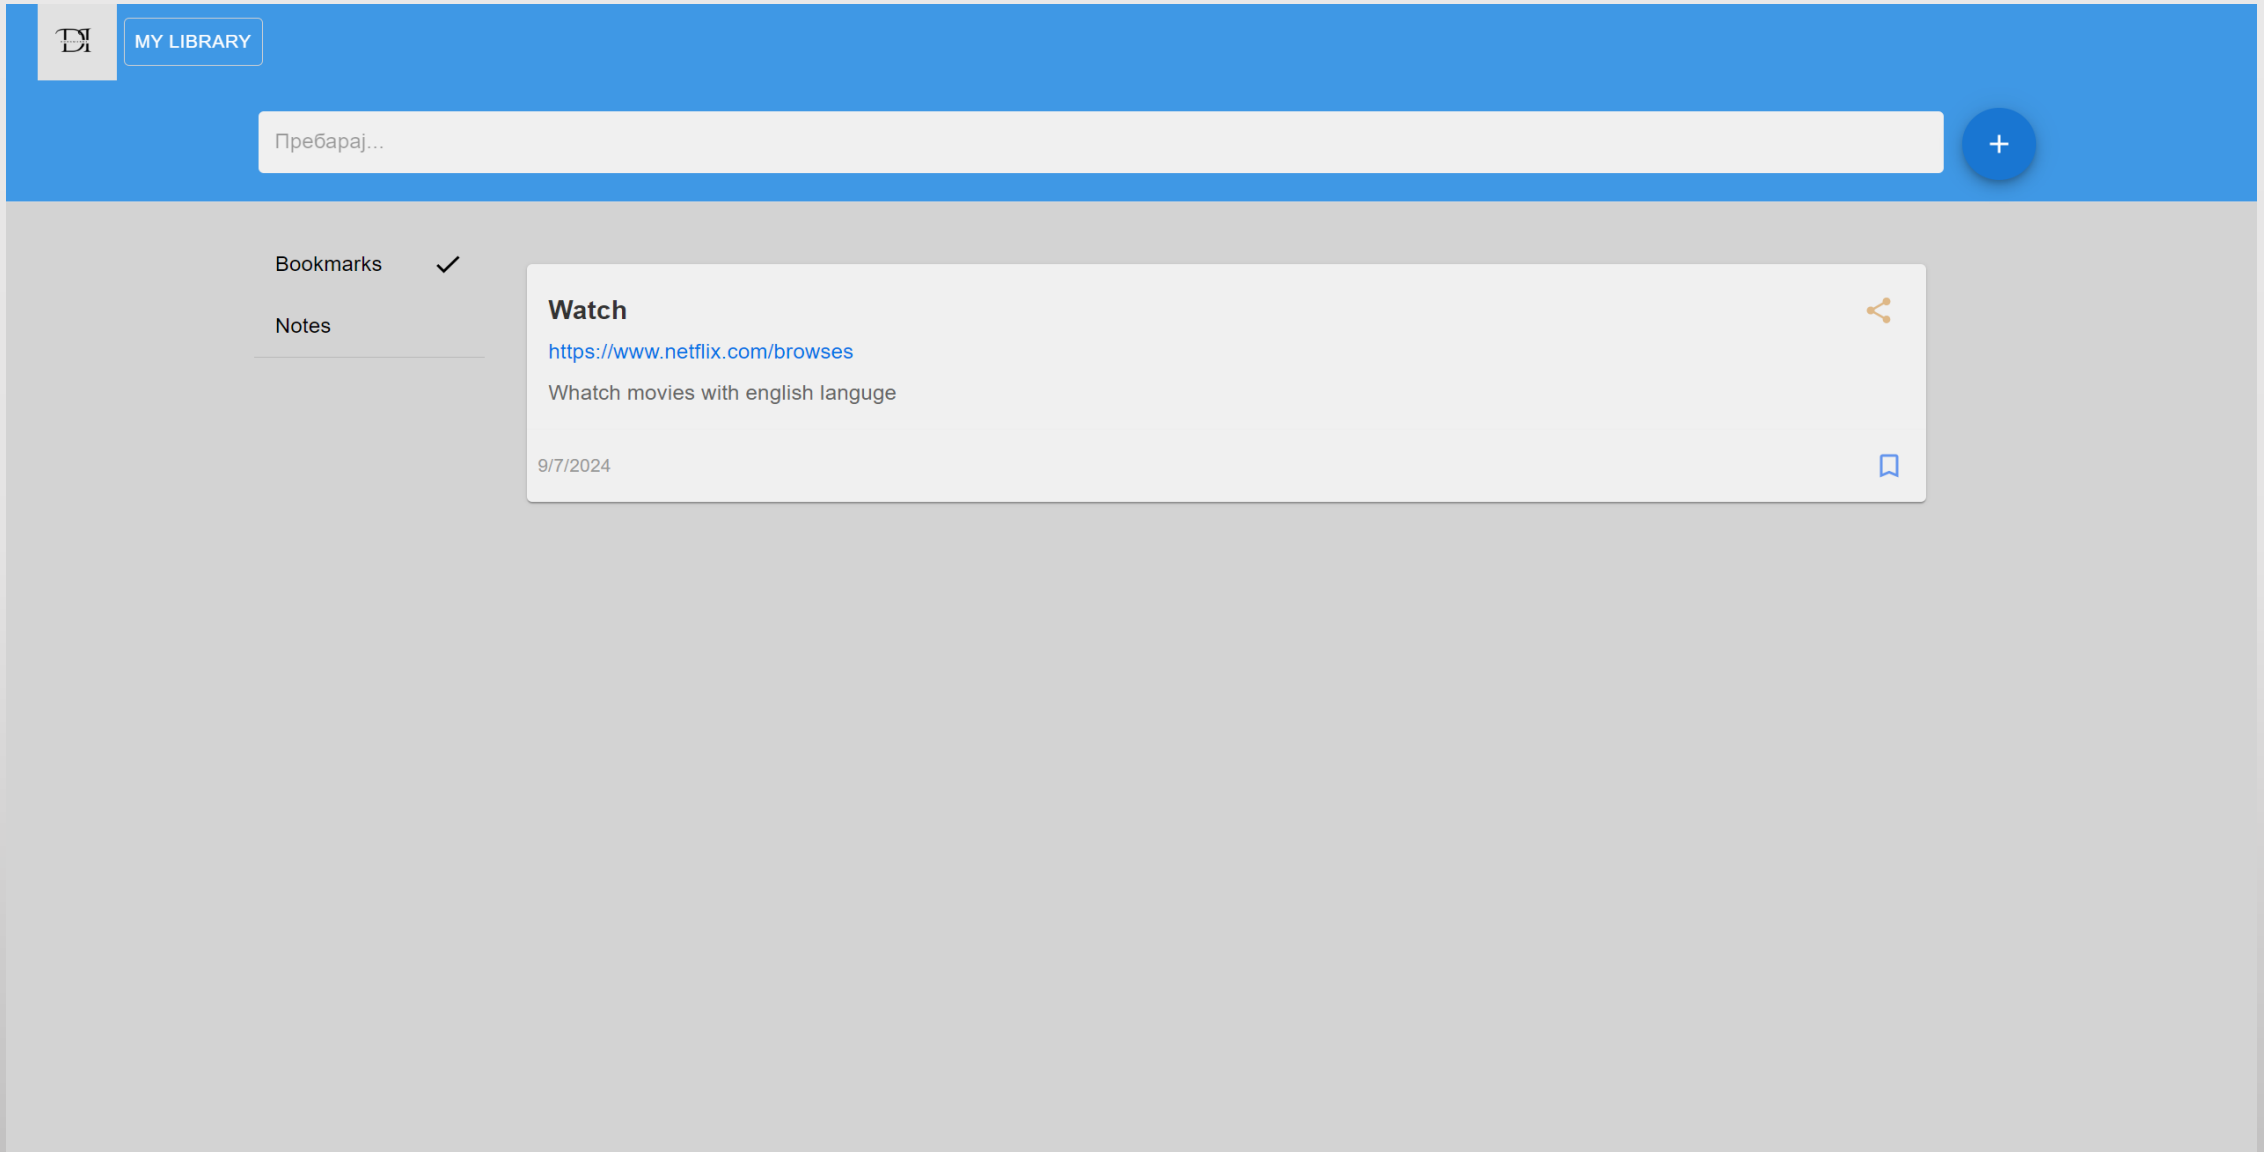 DI
MY LIBRARY
Пребарај...
Bookmarks
Notes
Watch
https://www.netflix.com/browses
Whatch movies with english languge
9/7/2024